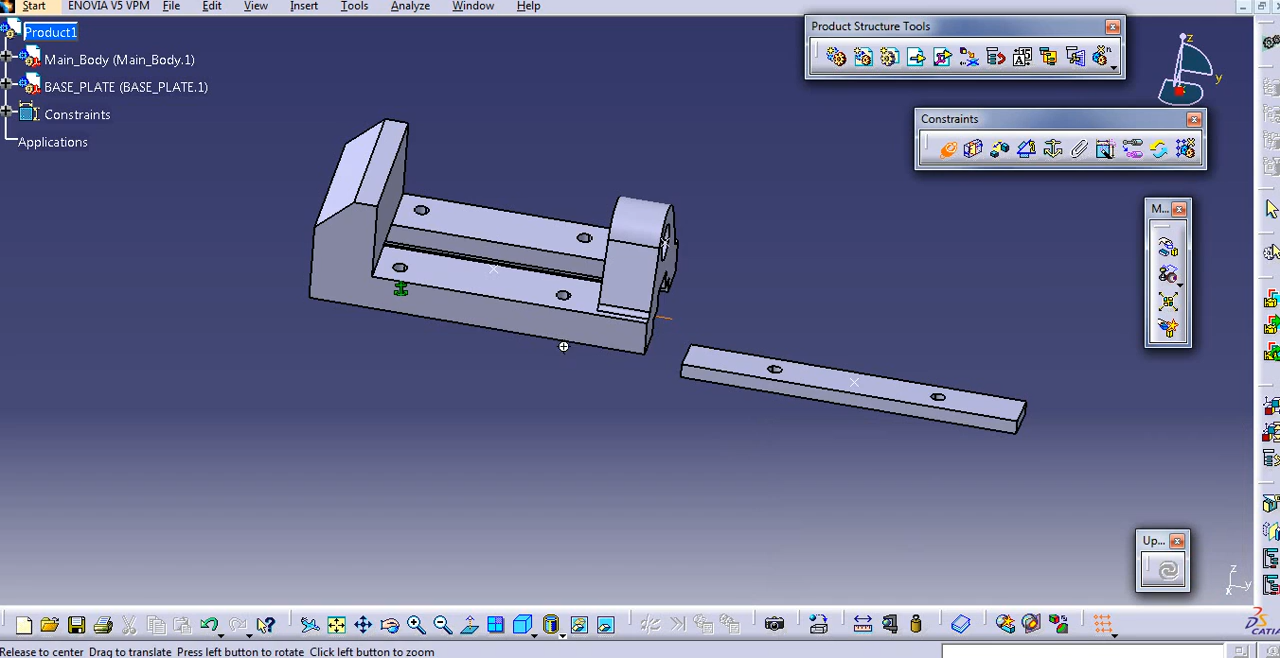 Start ENOVIA V5 VPM File Edit View Insert Tools Analyze Window Help
Product1
Product Structure Tools
Main_Body (Main_Body.1)
BASE_PLATE (BASE_PLATE.1)
Constraints
Applications
Constraints
M...
Up...
z
y
z
y
x
CATIA
Release to center Drag to translate Press left button to rotate Click left button to zoom